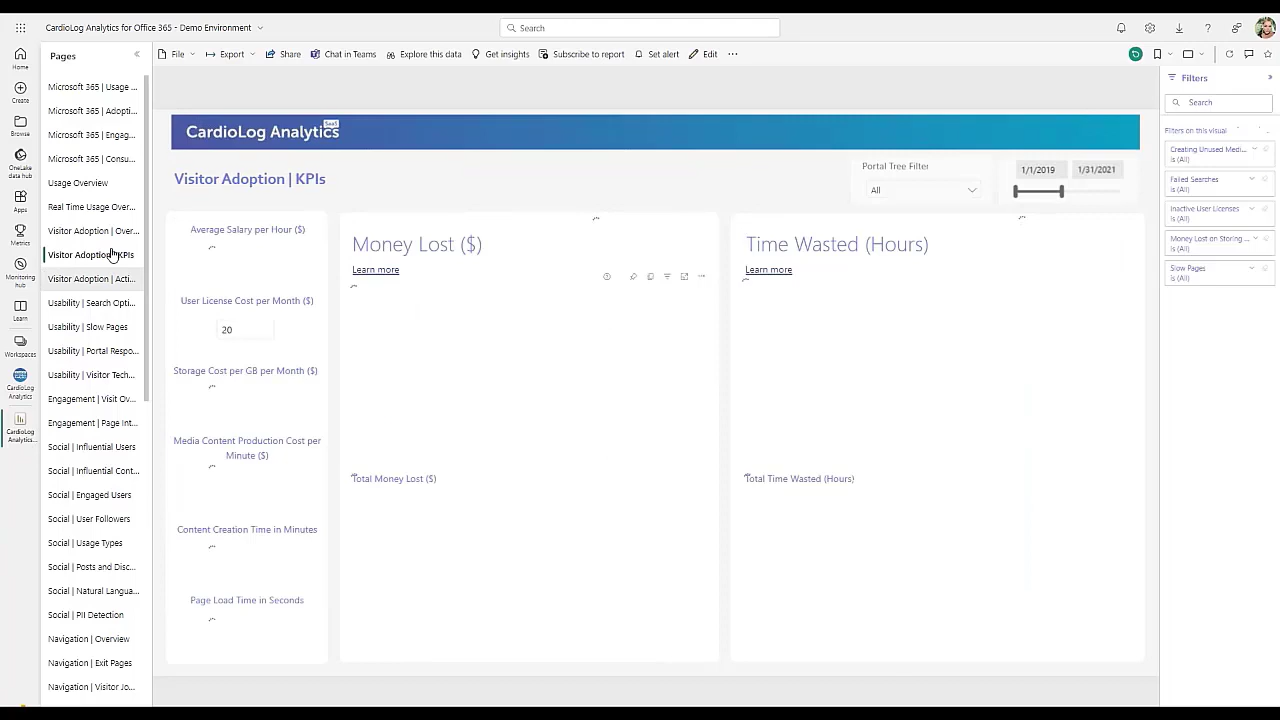 CardioLog Analytics for Office 365 - Demo Environment
Search
Pages
File
Export
Share
Chat in Teams
Explore this data
Get insights
Subscribe to report
Set alert
Edit
Home
Create
Browse
OneLake
data hub
Apps
Metrics
Monitoring
hub
Learn
Workspaces
CardioLog
Analytics
CardioLog
Analytics...
Microsoft 365 | Usage ...
Microsoft 365 | Adopti...
Microsoft 365 | Engag...
Microsoft 365 | Consu...
Usage Overview
Real Time Usage Over...
Visitor Adoption | Over...
Visitor Adoption | KPIs
Visitor Adoption | Acti...
Usability | Search Opti...
Usability | Slow Pages
Usability | Portal Respo...
Usability | Visitor Tech...
Engagement | Visit Ov...
Engagement | Page Int...
Social | Influential Users
Social | Influential Cont...
Social | Engaged Users
Social | User Followers
Social | Usage Types
Social | Posts and Disc...
Social | Natural Langua...
Social | PII Detection
Navigation | Overview
Navigation | Exit Pages
Navigation | Visitor Jo...
CardioLog Analytics SaaS
Visitor Adoption | KPIs
Portal Tree Filter
All
1/1/2019
1/31/2021
Average Salary per Hour ($)
User License Cost per Month ($)
20
Storage Cost per GB per Month ($)
Media Content Production Cost per
Minute ($)
Content Creation Time in Minutes
Page Load Time in Seconds
Money Lost ($)
Learn more
Total Money Lost ($)
Time Wasted (Hours)
Learn more
Total Time Wasted (Hours)
Filters
Search
Filters on this visual
Creating Unused Medi...
is (All)
Failed Searches
is (All)
Inactive User Licenses
is (All)
Money Lost on Storing ...
is (All)
Slow Pages
is (All)